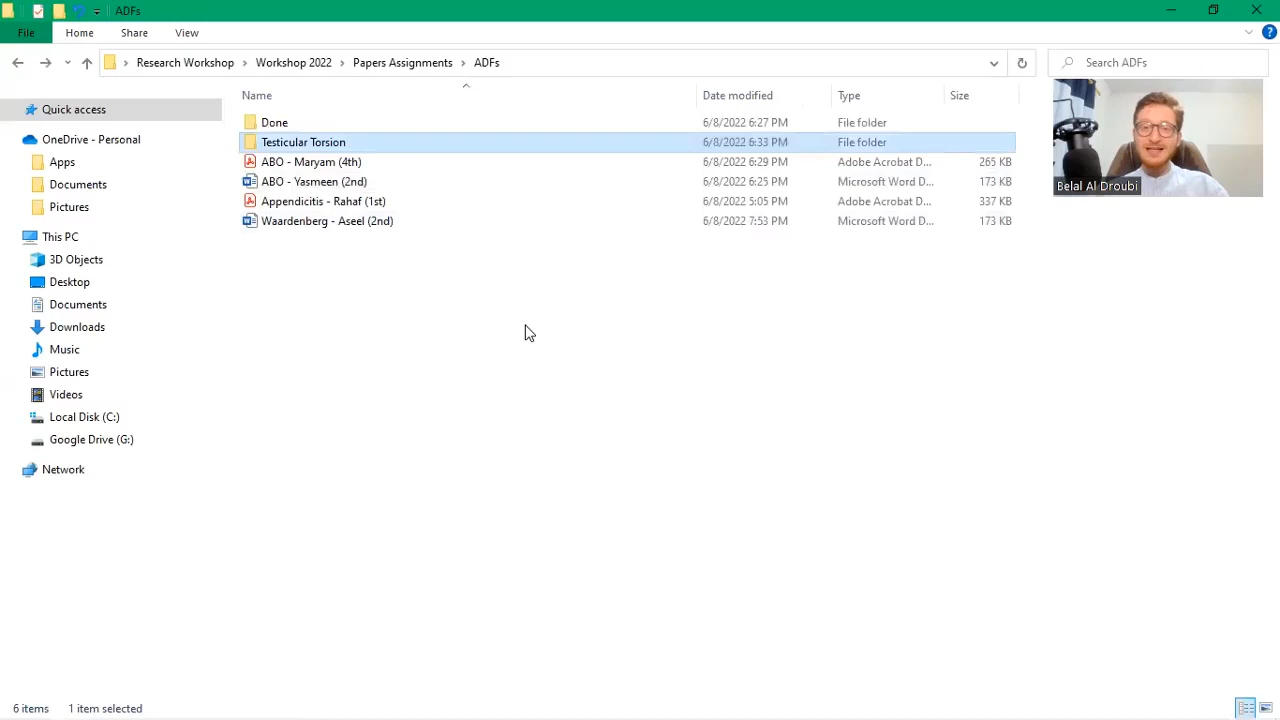 ADFs
File Home Share View
Research Workshop Workshop 2022 Papers Assignments ADFs
Search ADFs
Name Date modified Type Size
Quick access
OneDrive - Personal
Apps
Documents
Pictures
This PC
3D Objects
Desktop
Documents
Downloads
Music
Pictures
Videos
Local Disk (C:)
Google Drive (G:)
Network
Done 6/8/2022 6:27 PM File folder
Testicular Torsion 6/8/2022 6:33 PM File folder
ABO - Maryam (4th) 6/8/2022 6:29 PM Adobe Acrobat D... 265 KB
ABO - Yasmeen (2nd) 6/8/2022 6:25 PM Microsoft Word D... 173 KB
Appendicitis - Rahaf (1st) 6/8/2022 5:05 PM Adobe Acrobat D... 337 KB
Waardenberg - Aseel (2nd) 6/8/2022 7:53 PM Microsoft Word D... 173 KB
Belal Al Droubi
6 items 1 item selected